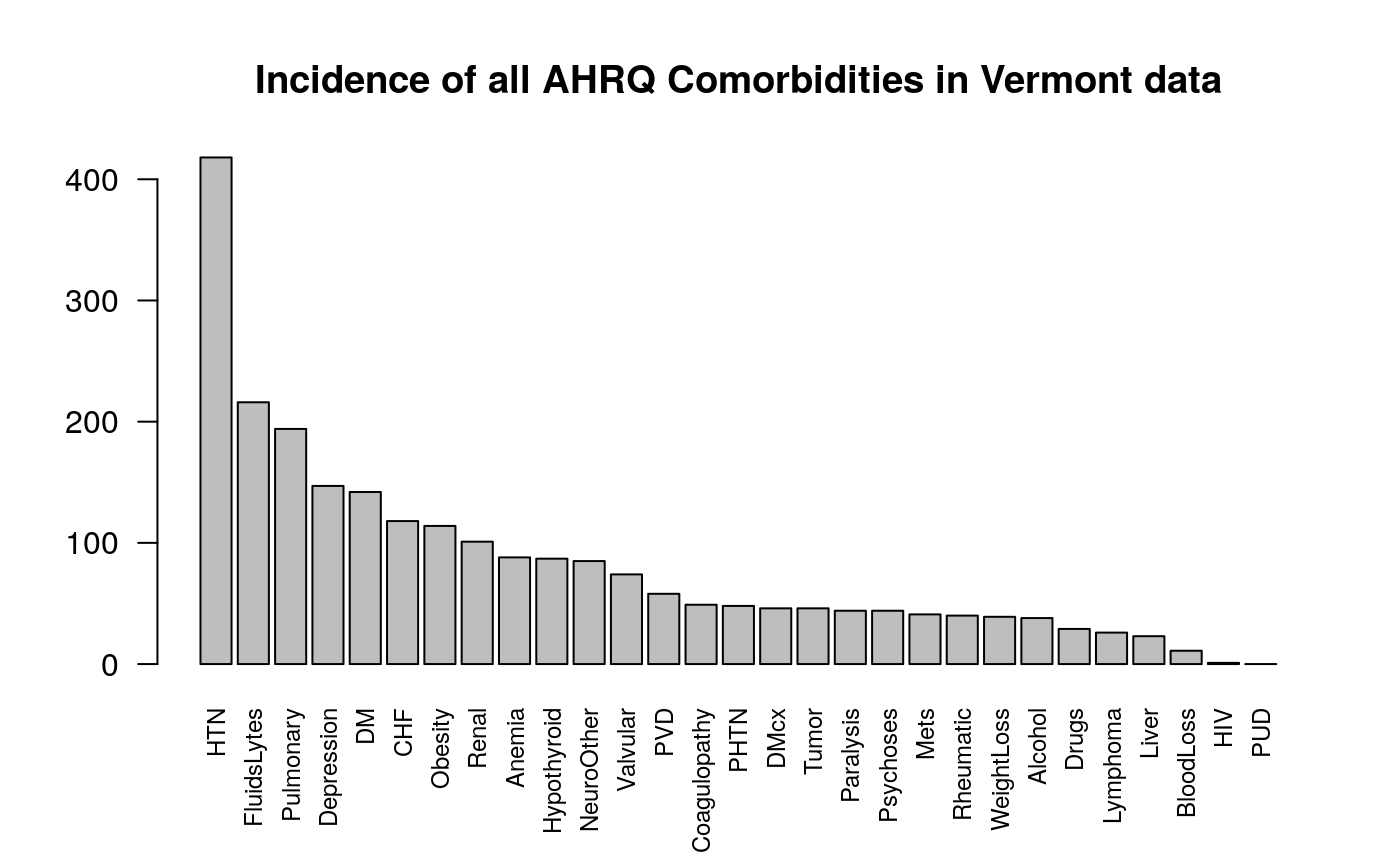 Incidence of all AHRQ Comorbidities in Vermont data
400
300
200
100
0
HTN
FluidsLytes
Pulmonary
Depression
DM
CHF
Obesity
Renal
Anemia
Hypothyroid
NeuroOther
Valvular
PVD
Coagulopathy
PHTN
DMcx
Tumor
Paralysis
Psychoses
Mets
Rheumatic
WeightLoss
Alcohol
Drugs
Lymphoma
Liver
BloodLoss
HIV
PUD